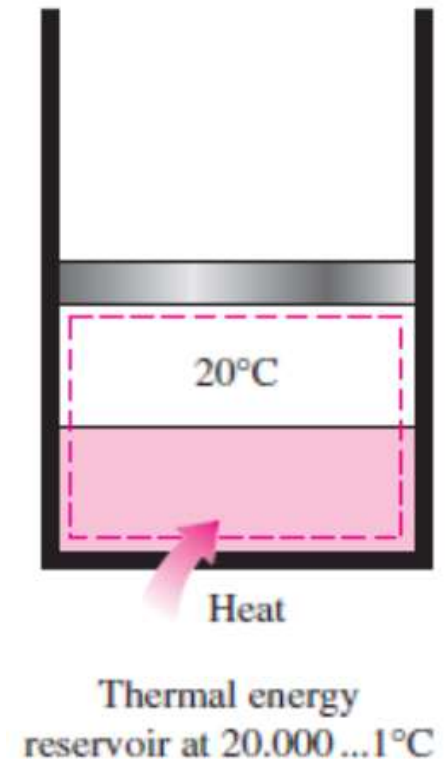 20°C
Heat
Thermal energy
reservoir at 20.000 ...1°C